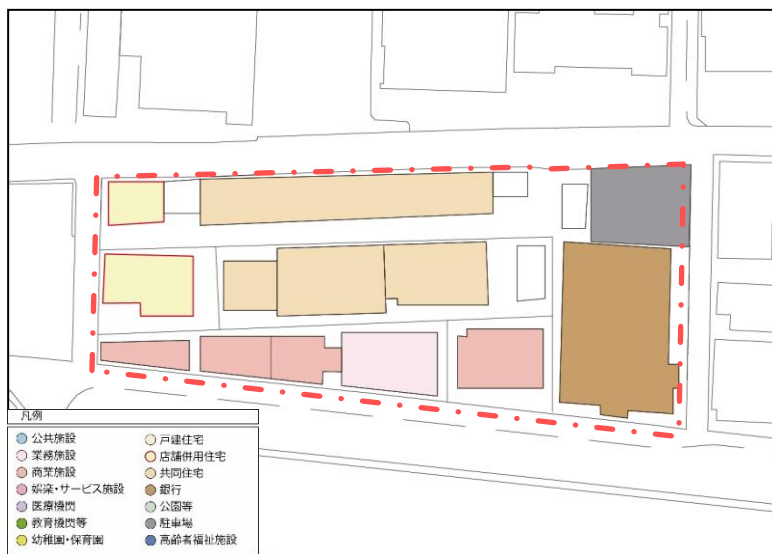 凡例
公共施設
業務施設
商業施設
娯楽・サービス施設
医療機関
教育機関等
幼稚園・保育園
戸建住宅
店舗併用住宅
共同住宅
銀行
公園等
駐車場
高齢者福祉施設